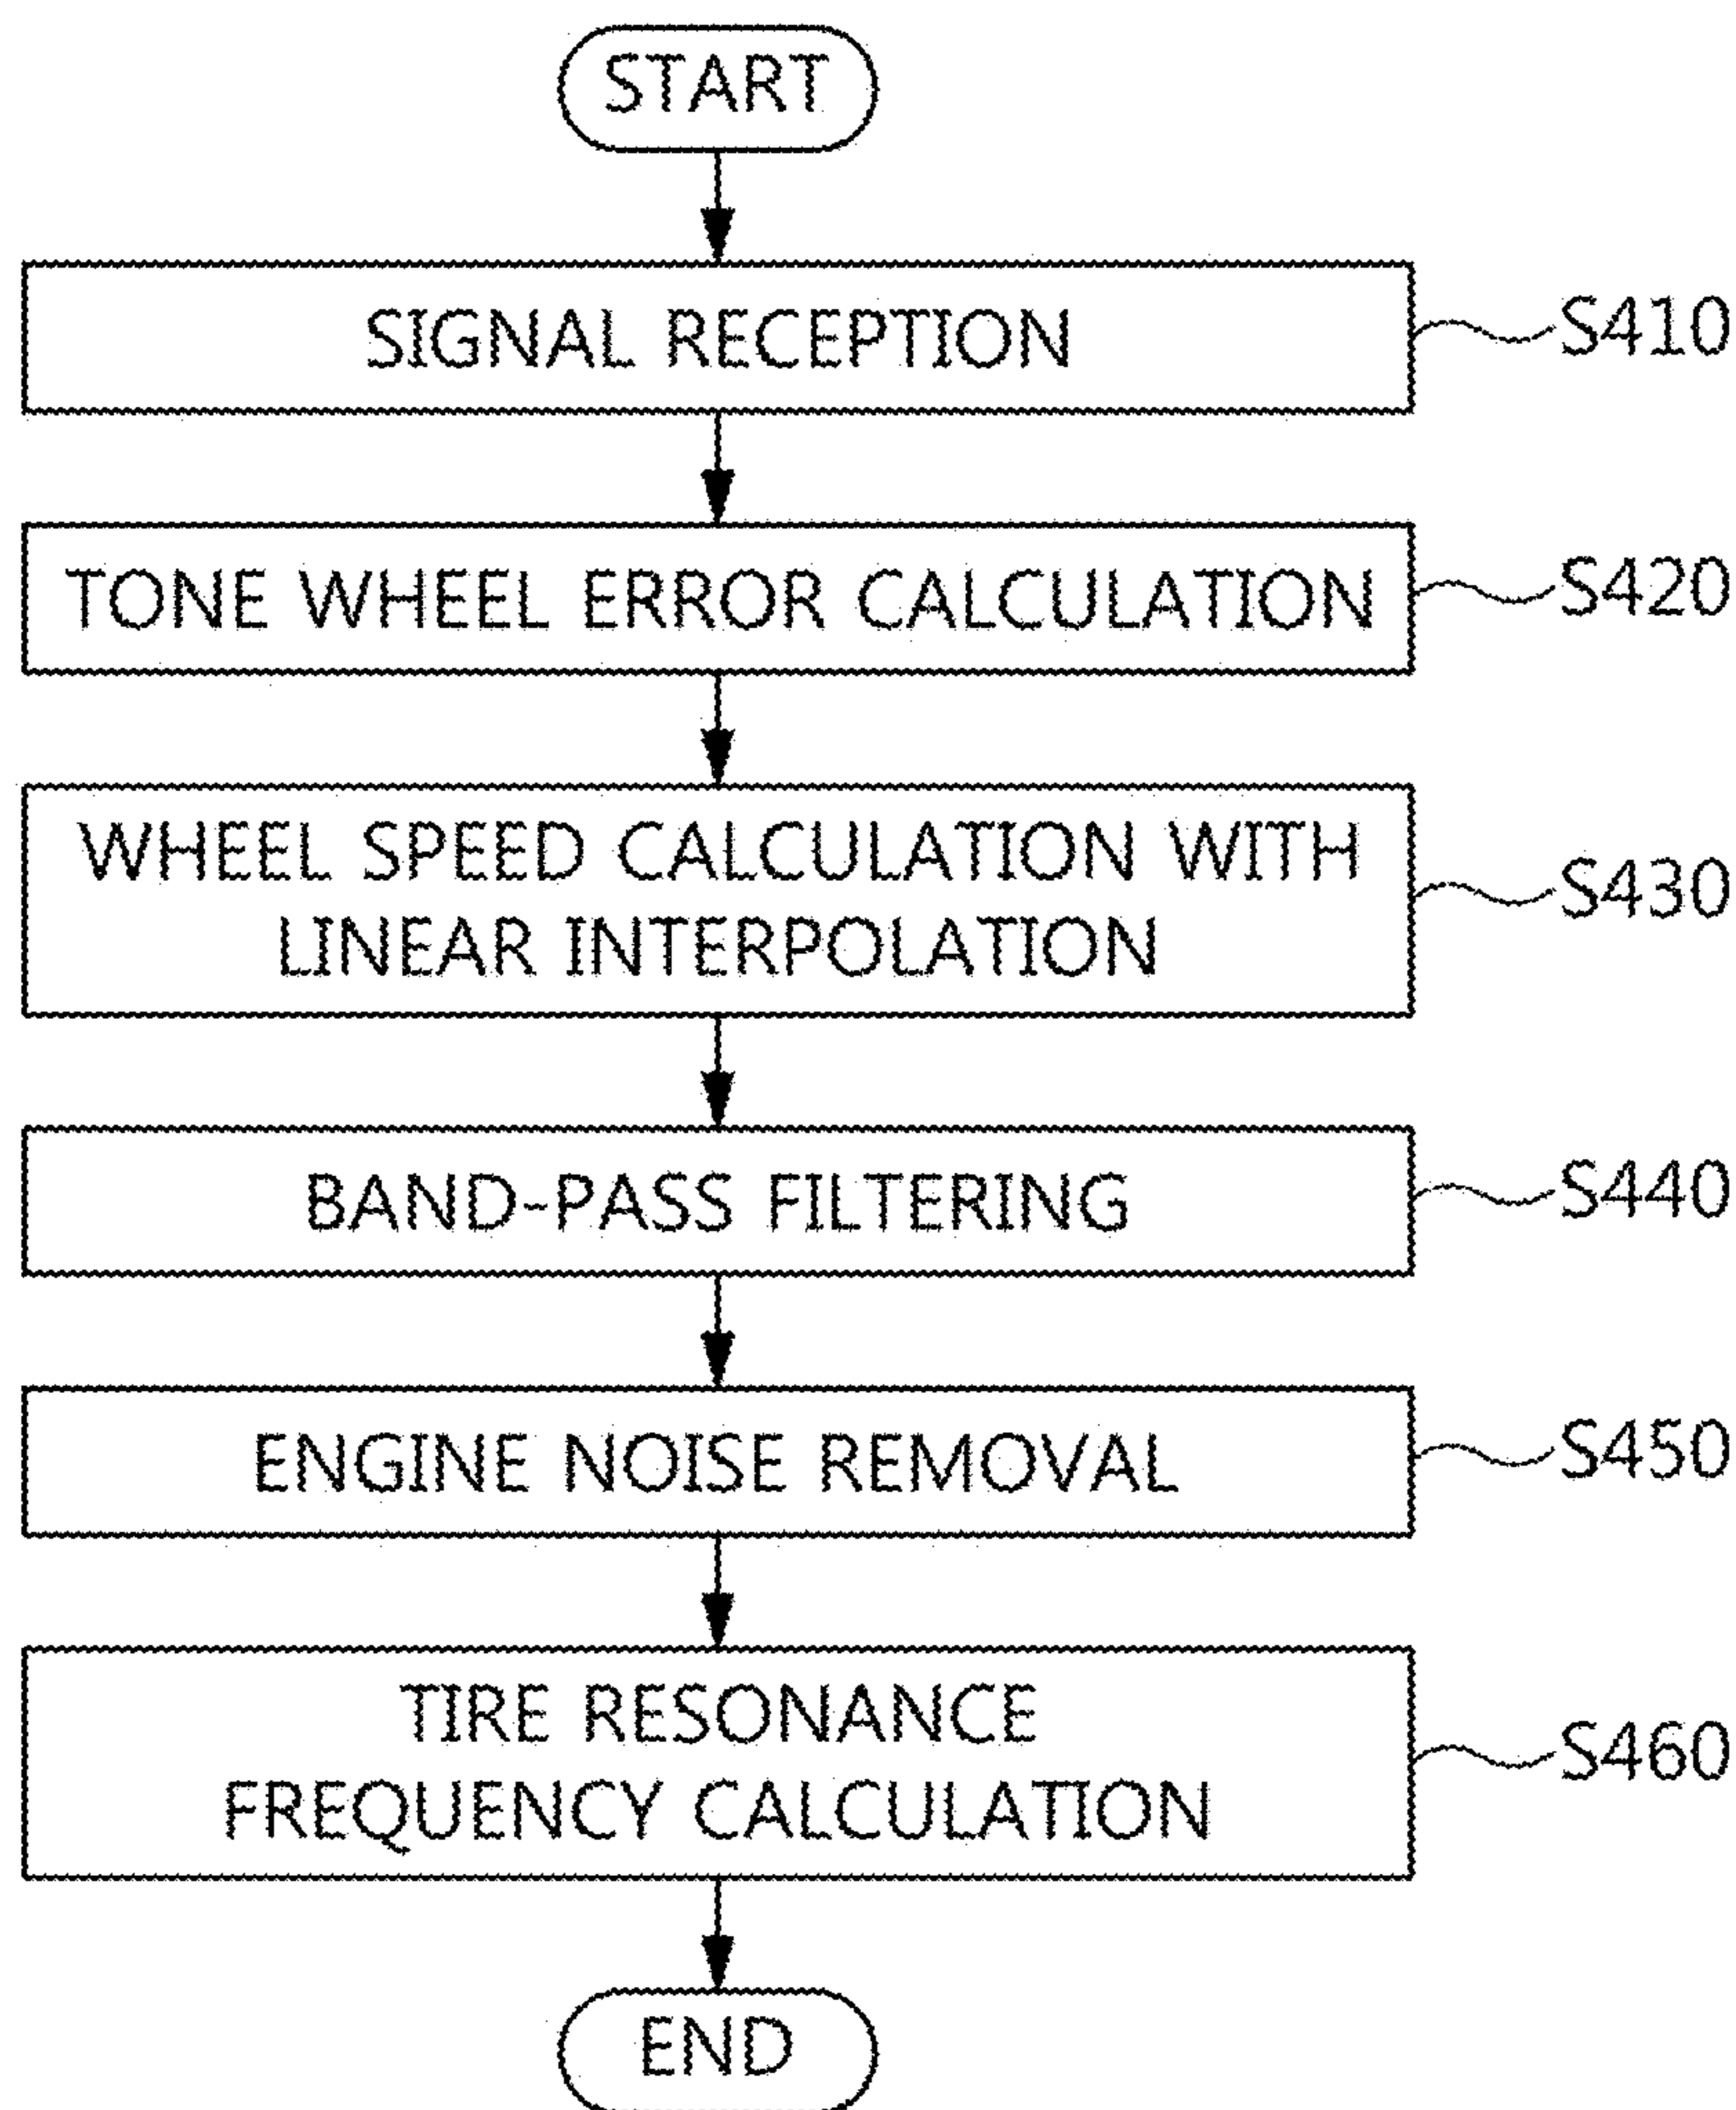 START
SIGNAL RECEPTION
S410
TONE WHEEL ERROR CALCULATION
S420
WHEEL SPEED CALCULATION WITH
LINEAR INTERPOLATION
S430
BAND-PASS FILTERING
S440
ENGINE NOISE REMOVAL
S450
TIRE RESONANCE
FREQUENCY CALCULATION
S460
END